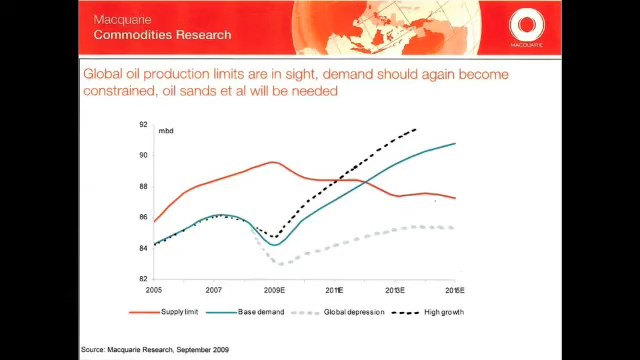 Macquarie
Commodities Research
MACQUARIE
Global oil production limits are in sight, demand should again become
constrained, oil sands et al will be needed
92
mbd
90
88
86
84
82
2005 2007 2009E 2011E 2013E 2015E
Supply limit Base demand Global depression High growth
Source: Macquarie Research, September 2009